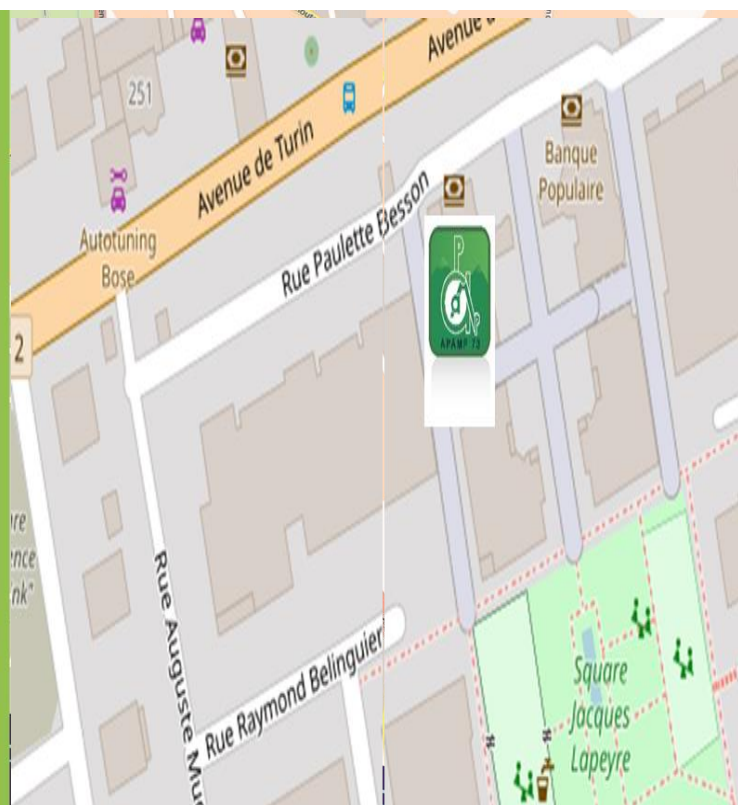 Avenue
251
Avenue de Turin
Banque
Populaire
Autotuning
Bose
Rue Paulette Besson
P
APAMP 73
2
Rue Auguste
Rue Raymond Belinguier
Square
Jacques
Lapeyre